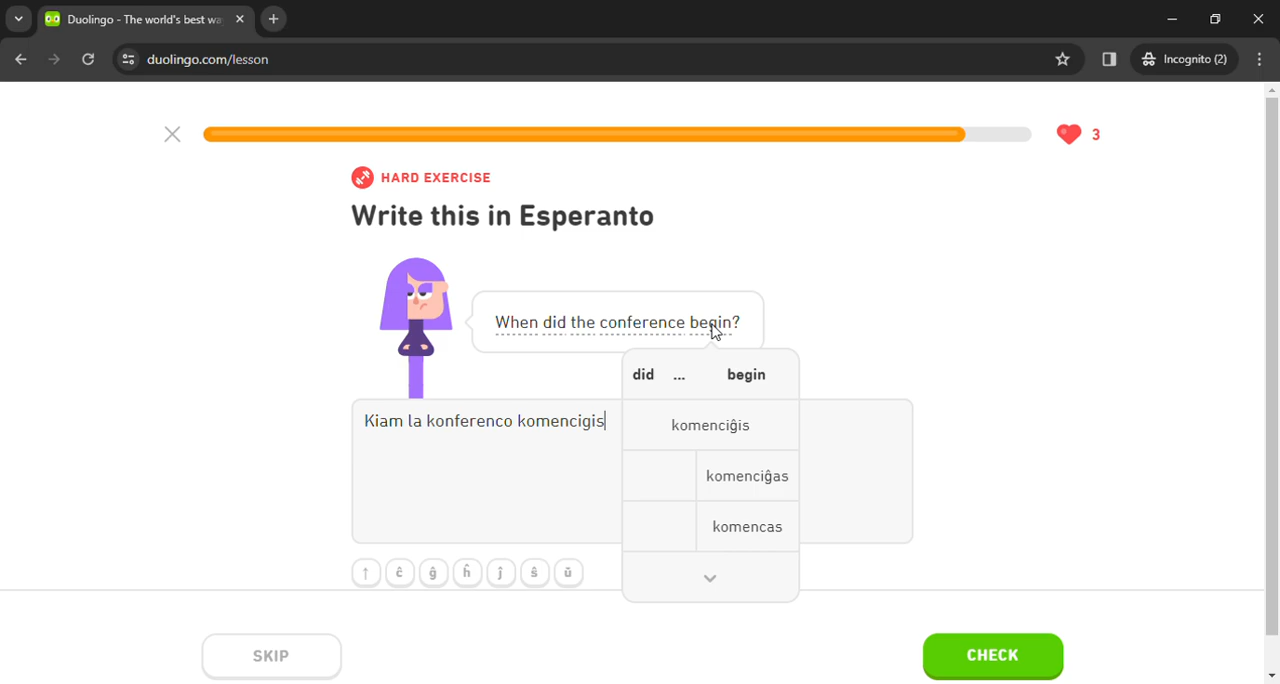 Duolingo - The world's best wa
duolingo.com/lesson
Incognito (2)
3
HARD EXERCISE
Write this in Esperanto
When did the conference begin?
did ... begin
Kiam la konferenco komencigis
komenciĝis
komenciĝas
komencas
↑ ĉ ĝ ĥ ĵ ŝ ŭ
SKIP
CHECK